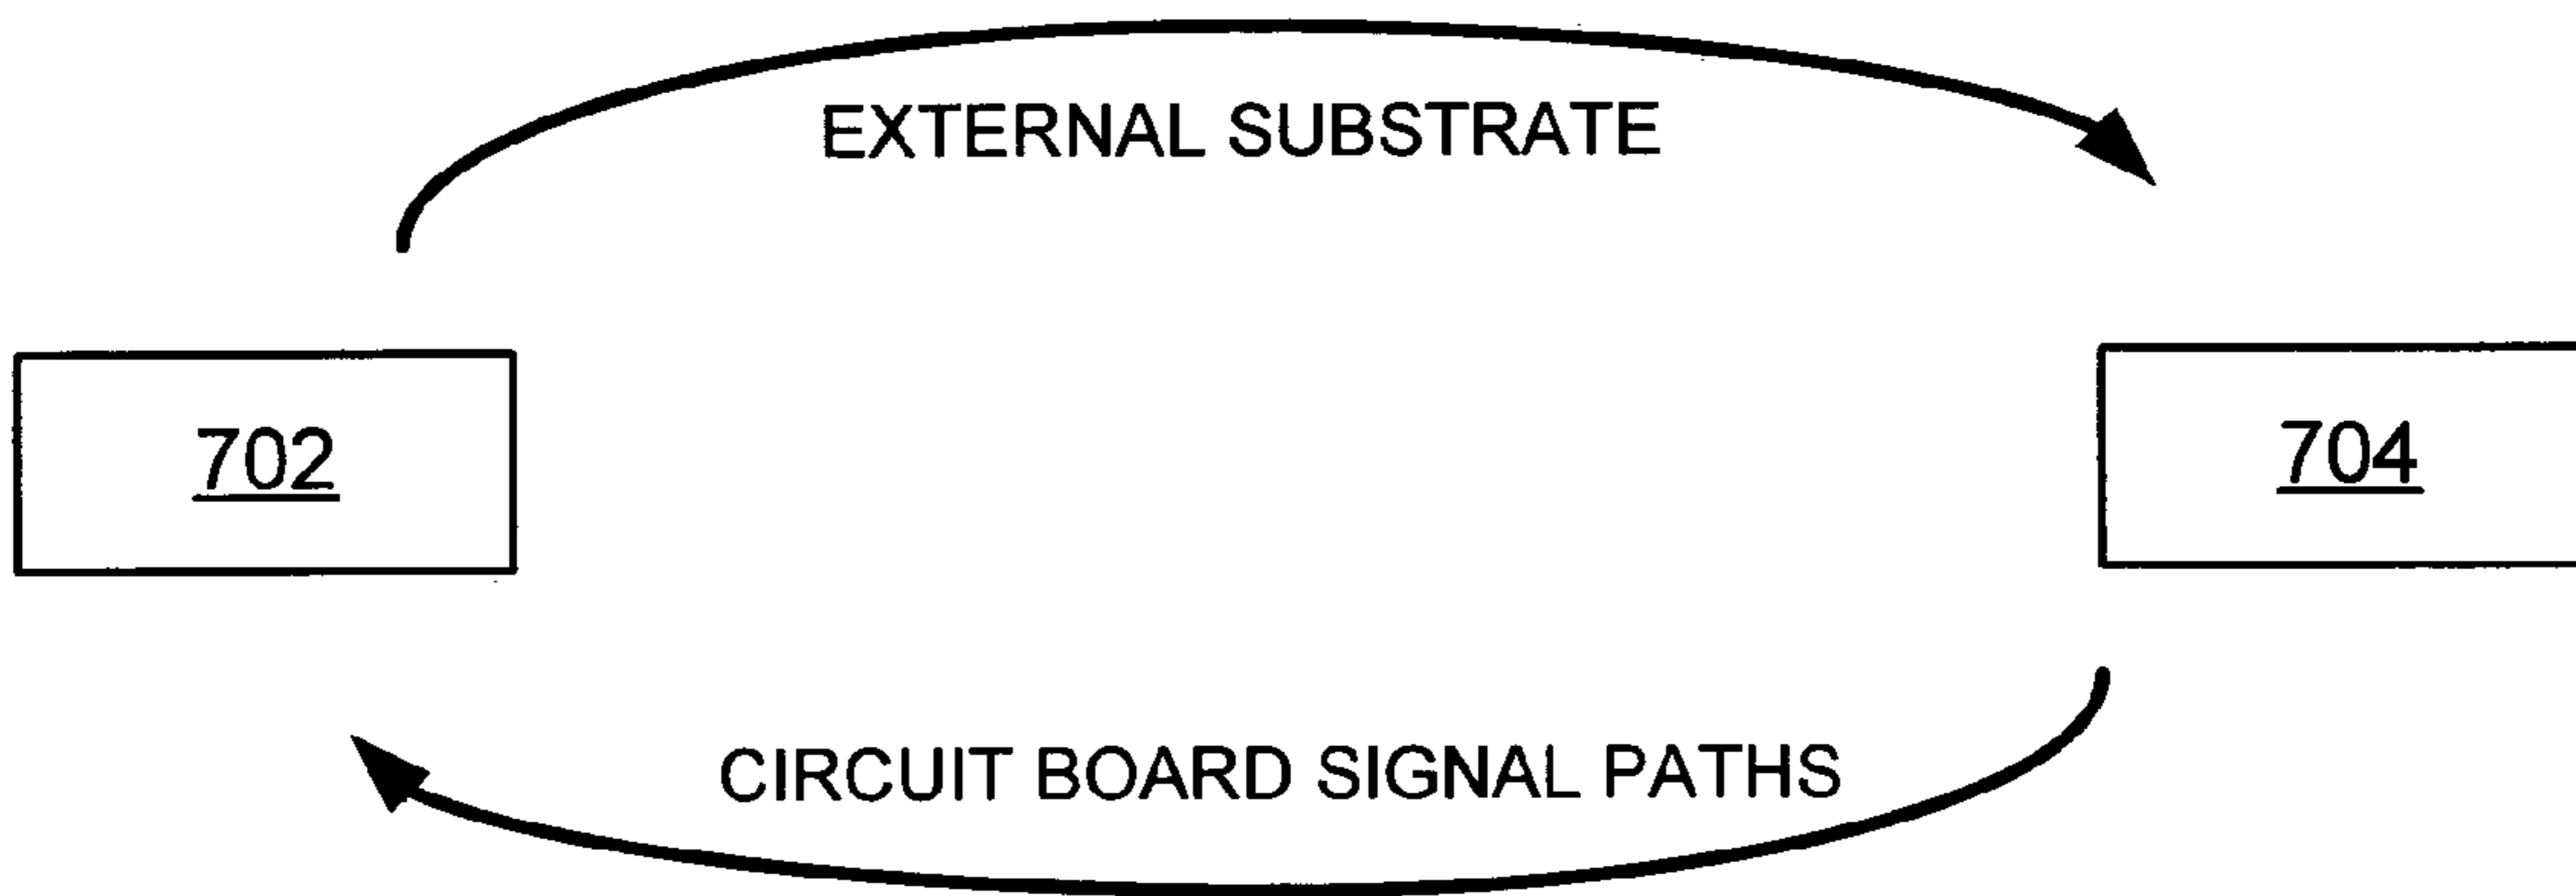 EXTERNAL SUBSTRATE
702
704
CIRCUIT BOARD SIGNAL PATHS